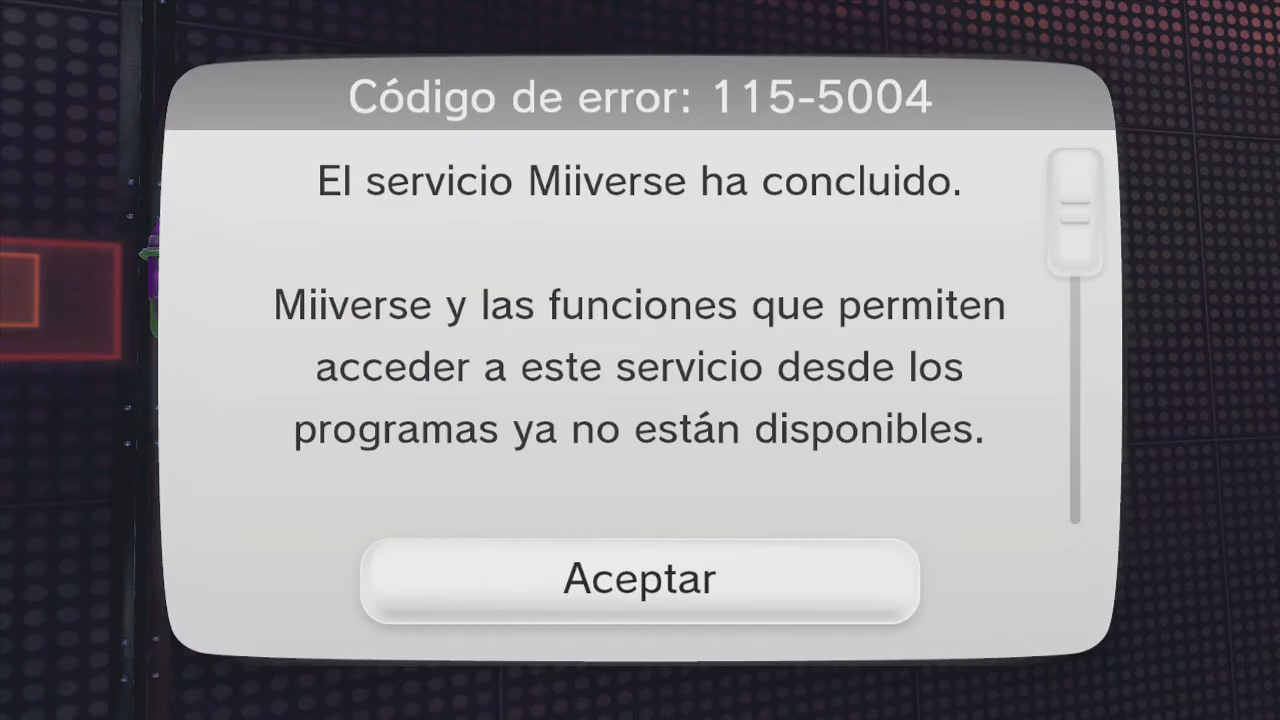 Código de error: 115-5004
El servicio Miiverse ha concluido.
Miiverse y las funciones que permiten
acceder a este servicio desde los
programas ya no están disponibles.
Aceptar